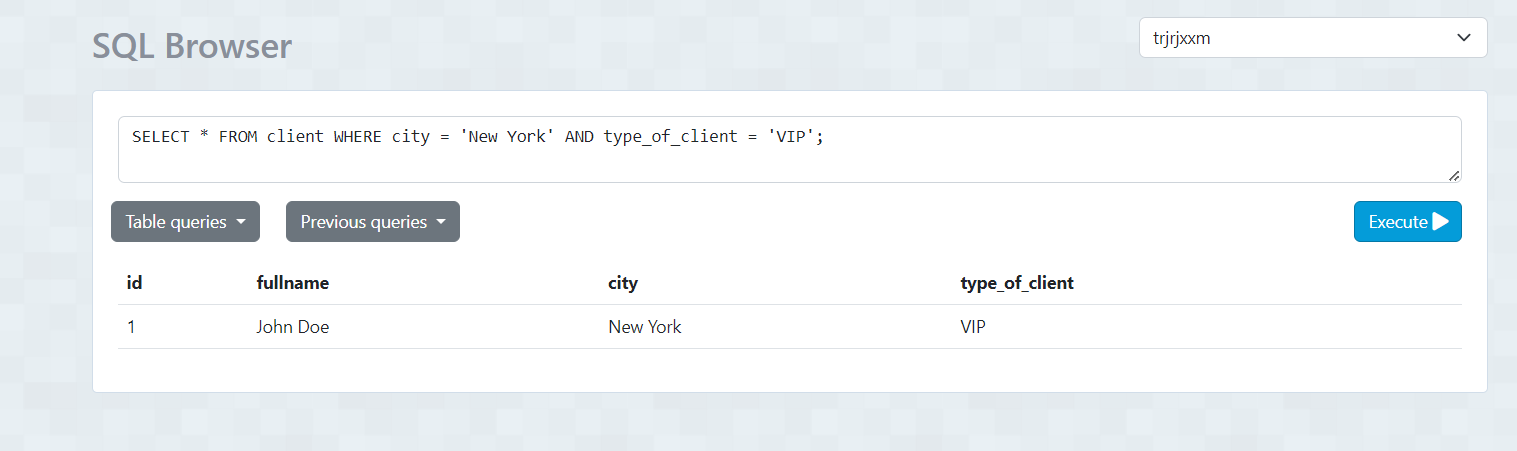 SQL Browser
trjrjxxm
SELECT * FROM client WHERE city = 'New York' AND type_of_client = 'VIP';
Table queries
Previous queries
Execute
id fullname city type_of_client
1 John Doe New York VIP